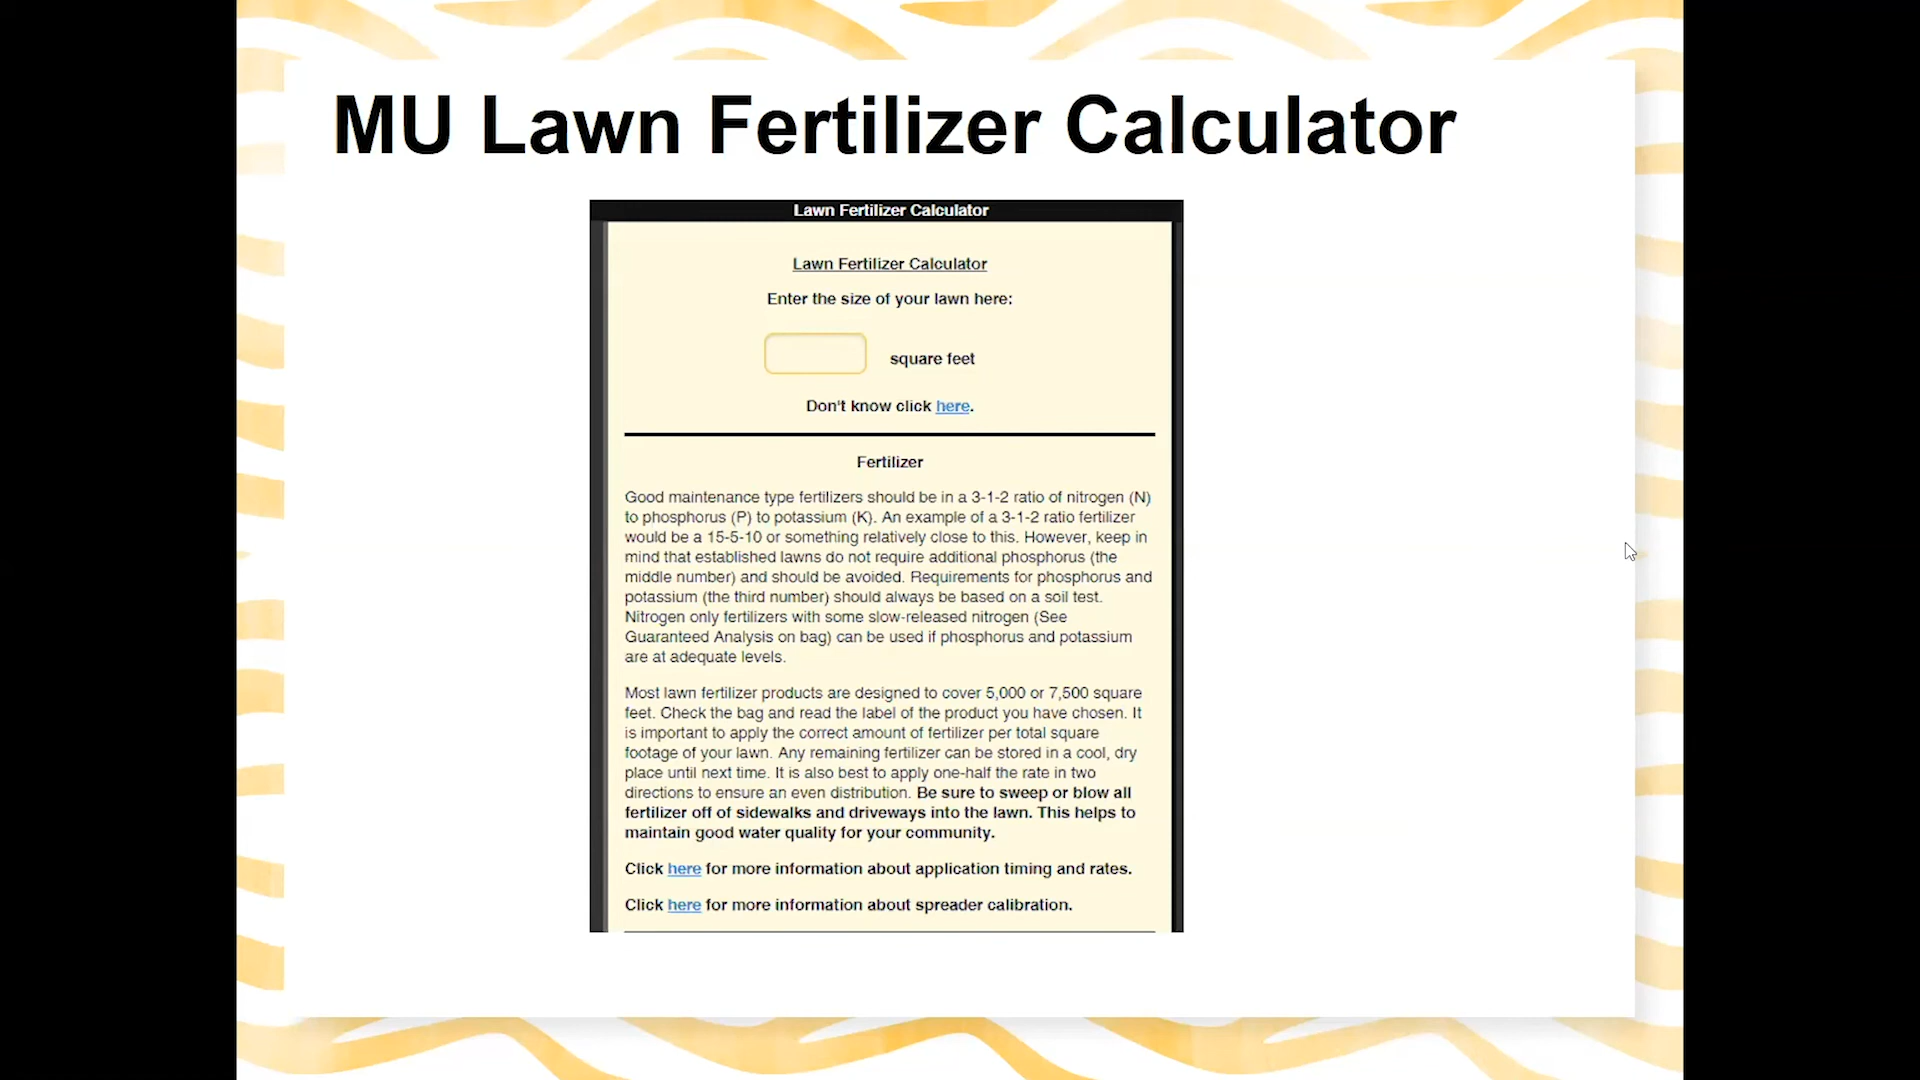 MU Lawn Fertilizer Calculator
Lawn Fertilizer Calculator
Lawn Fertilizer Calculator
Enter the size of your lawn here:
square feet
Don't know click here.
Fertilizer
Good maintenance type fertilizers should be in a 3-1-2 ratio of nitrogen (N)
to phosphorus (P) to potassium (K). An example of a 3-1-2 ratio fertilizer
would be a 15-5-10 or something relatively close to this. However, keep in
mind that established lawns do not require additional phosphorus (the
middle number) and should be avoided. Requirements for phosphorus and
potassium (the third number) should always be based on a soil test.
Nitrogen only fertilizers with some slow-released nitrogen (See
Guaranteed Analysis on bag) can be used if phosphorus and potassium
are at adequate levels.
Most lawn fertilizer products are designed to cover 5,000 or 7,500 square
feet. Check the bag and read the label of the product you have chosen. It
is important to apply the correct amount of fertilizer per total square
footage of your lawn. Any remaining fertilizer can be stored in a cool, dry
place until next time. It is also best to apply one-half the rate in two
directions to ensure an even distribution. Be sure to sweep or blow all
fertilizer off of sidewalks and driveways into the lawn. This helps to
maintain good water quality for your community.
Click here for more information about application timing and rates.
Click here for more information about spreader calibration.